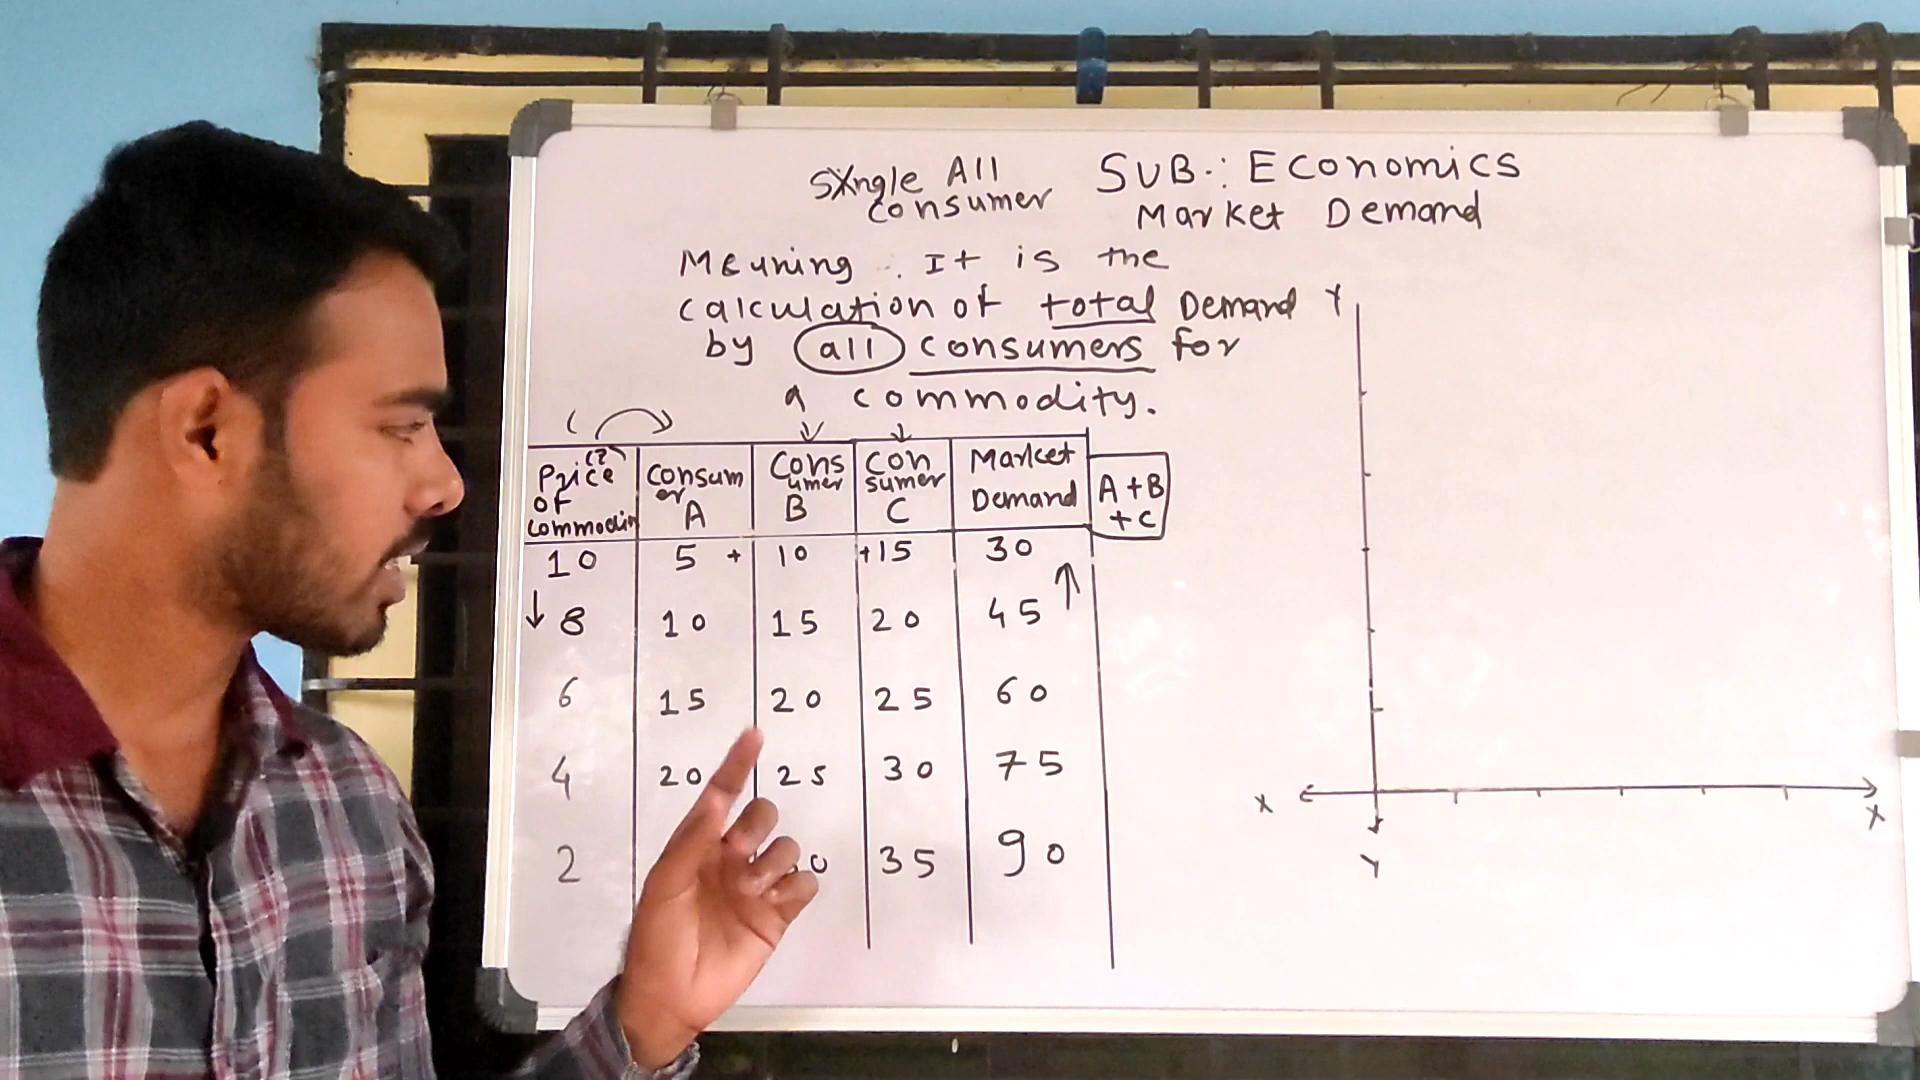 SUB.: Economics
Single All
consumer
Market Demand
Meaning : It is the
calculation of total Demand
by all consumers for
a commodity.
Price (?) of commodi | Consumer A | Consumer B | Consumer C | Market Demand | A + B + C
10 | 5 + | 10 | +15 | 30
↓ 8 | 10 | 15 | 20 | 45 ↑
6 | 15 | 20 | 25 | 60
4 | 20 | 25 | 30 | 75
2 | 0 | 35 | 90
Y
X X
Y